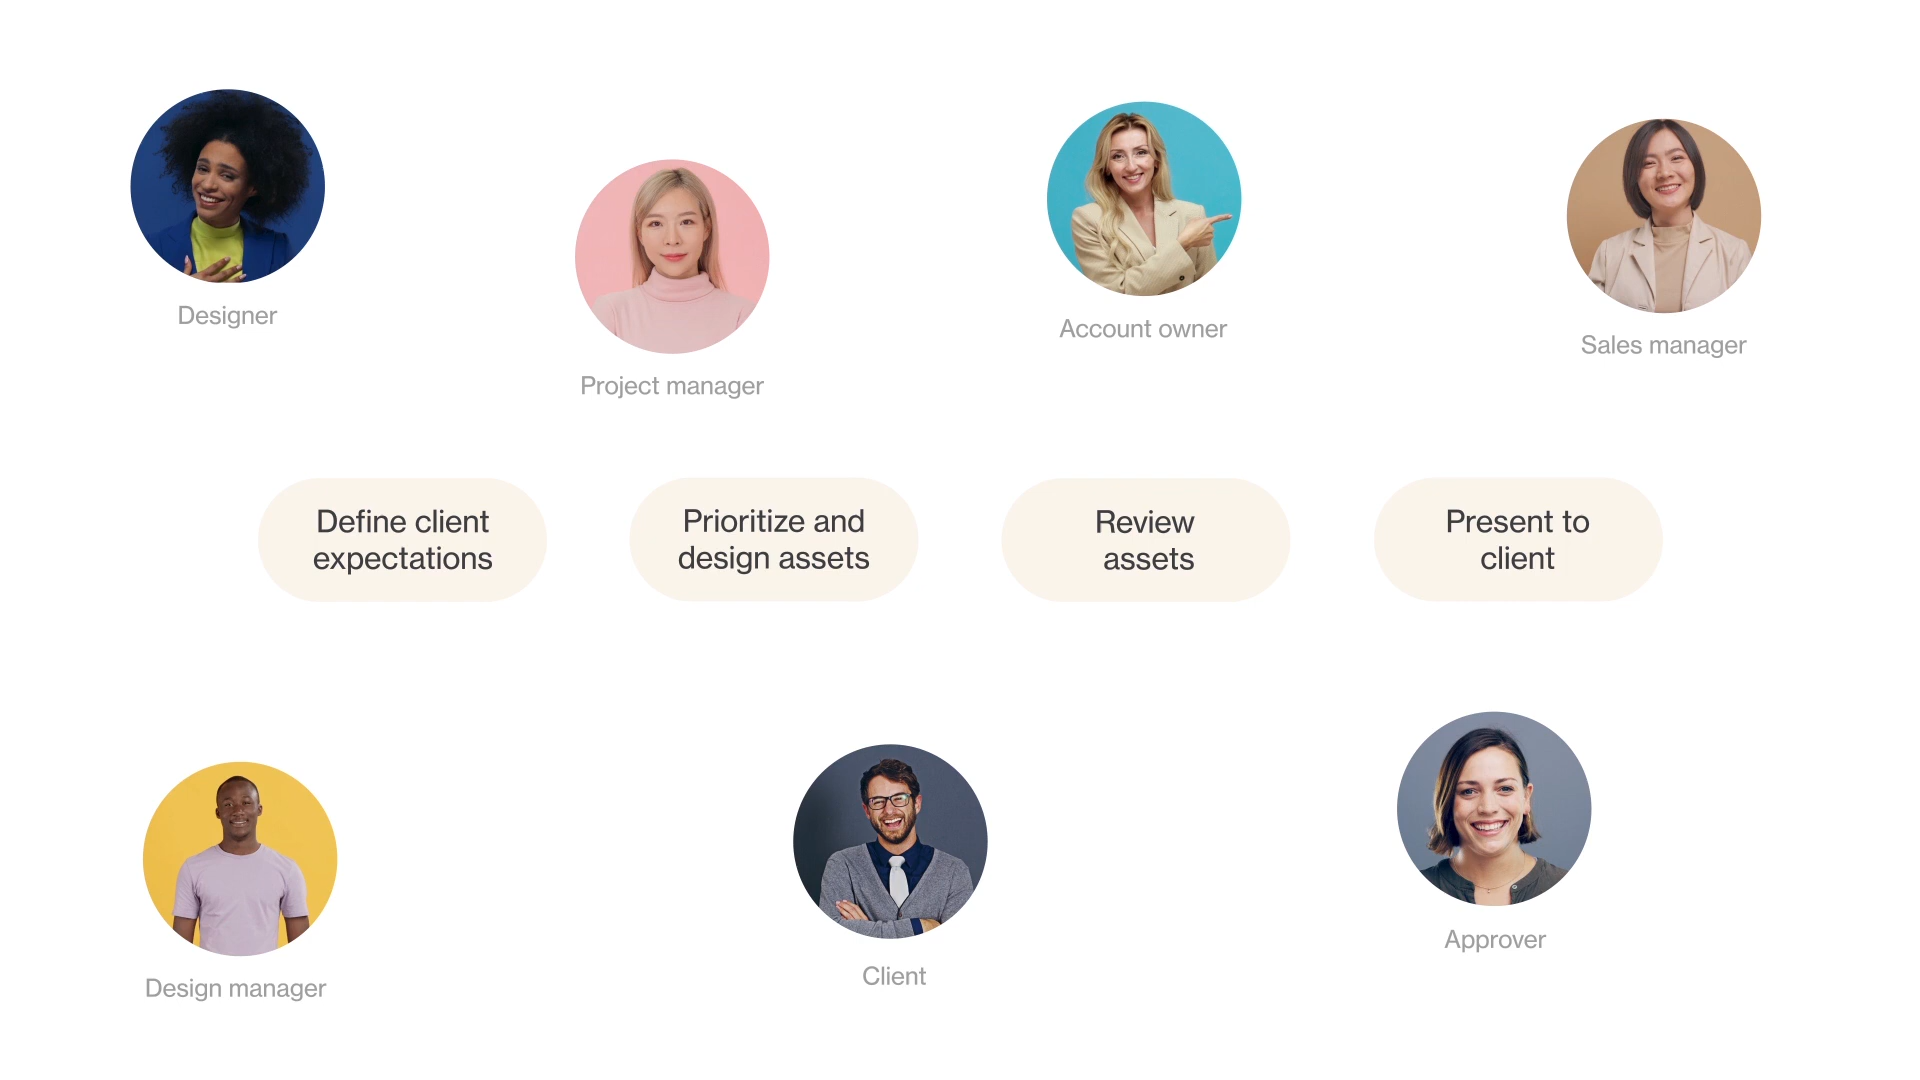 Designer
Project manager
Account owner
Sales manager
Define client
expectations
Prioritize and
design assets
Review
assets
Present to
client
Design manager
Client
Approver